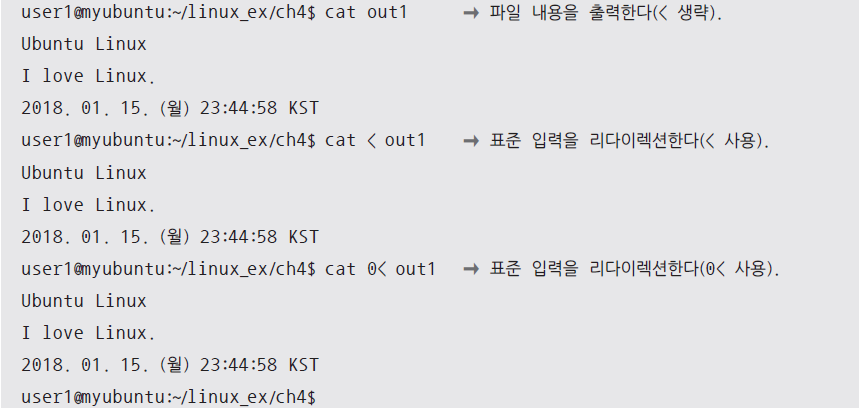 user1@myubuntu:~/linux_ex/ch4$ cat out1 → 파일 내용을 출력한다(< 생략).
Ubuntu Linux
I love Linux.
2018. 01. 15. (월) 23:44:58 KST
user1@myubuntu:~/linux_ex/ch4$ cat < out1 → 표준 입력을 리다이렉션한다(< 사용).
Ubuntu Linux
I love Linux.
2018. 01. 15. (월) 23:44:58 KST
user1@myubuntu:~/linux_ex/ch4$ cat 0< out1 → 표준 입력을 리다이렉션한다(0< 사용).
Ubuntu Linux
I love Linux.
2018. 01. 15. (월) 23:44:58 KST
user1@myubuntu:~/linux_ex/ch4$